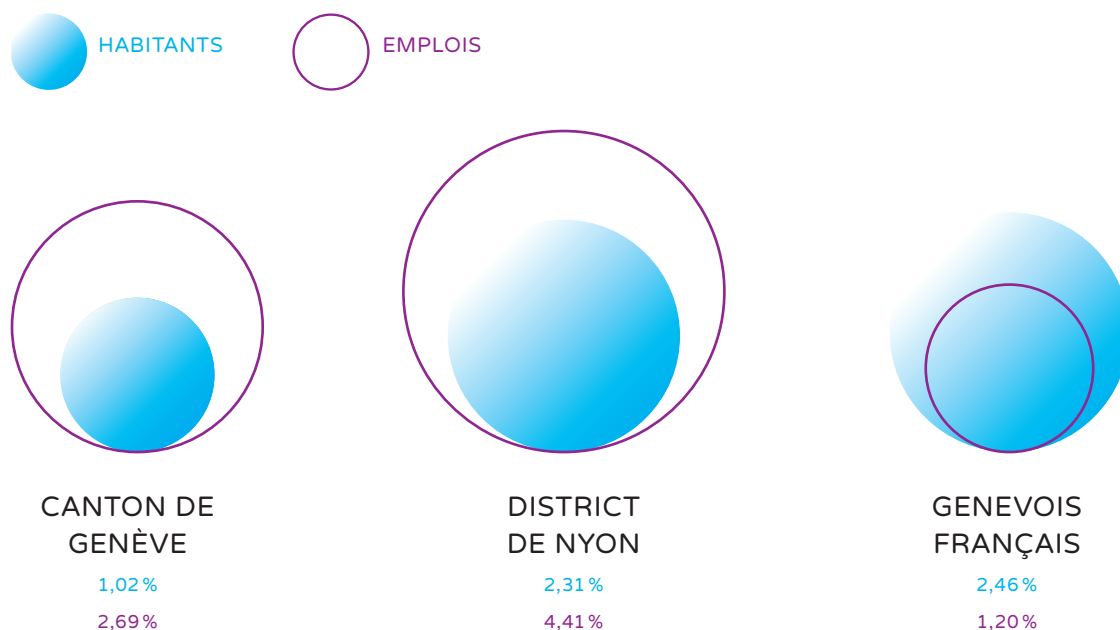 HABITANTS
EMPLOIS
CANTON DE
GENÈVE
1,02 %
2,69 %
DISTRICT
DE NYON
2,31 %
4,41 %
GENEVOIS
FRANÇAIS
2,46 %
1,20 %